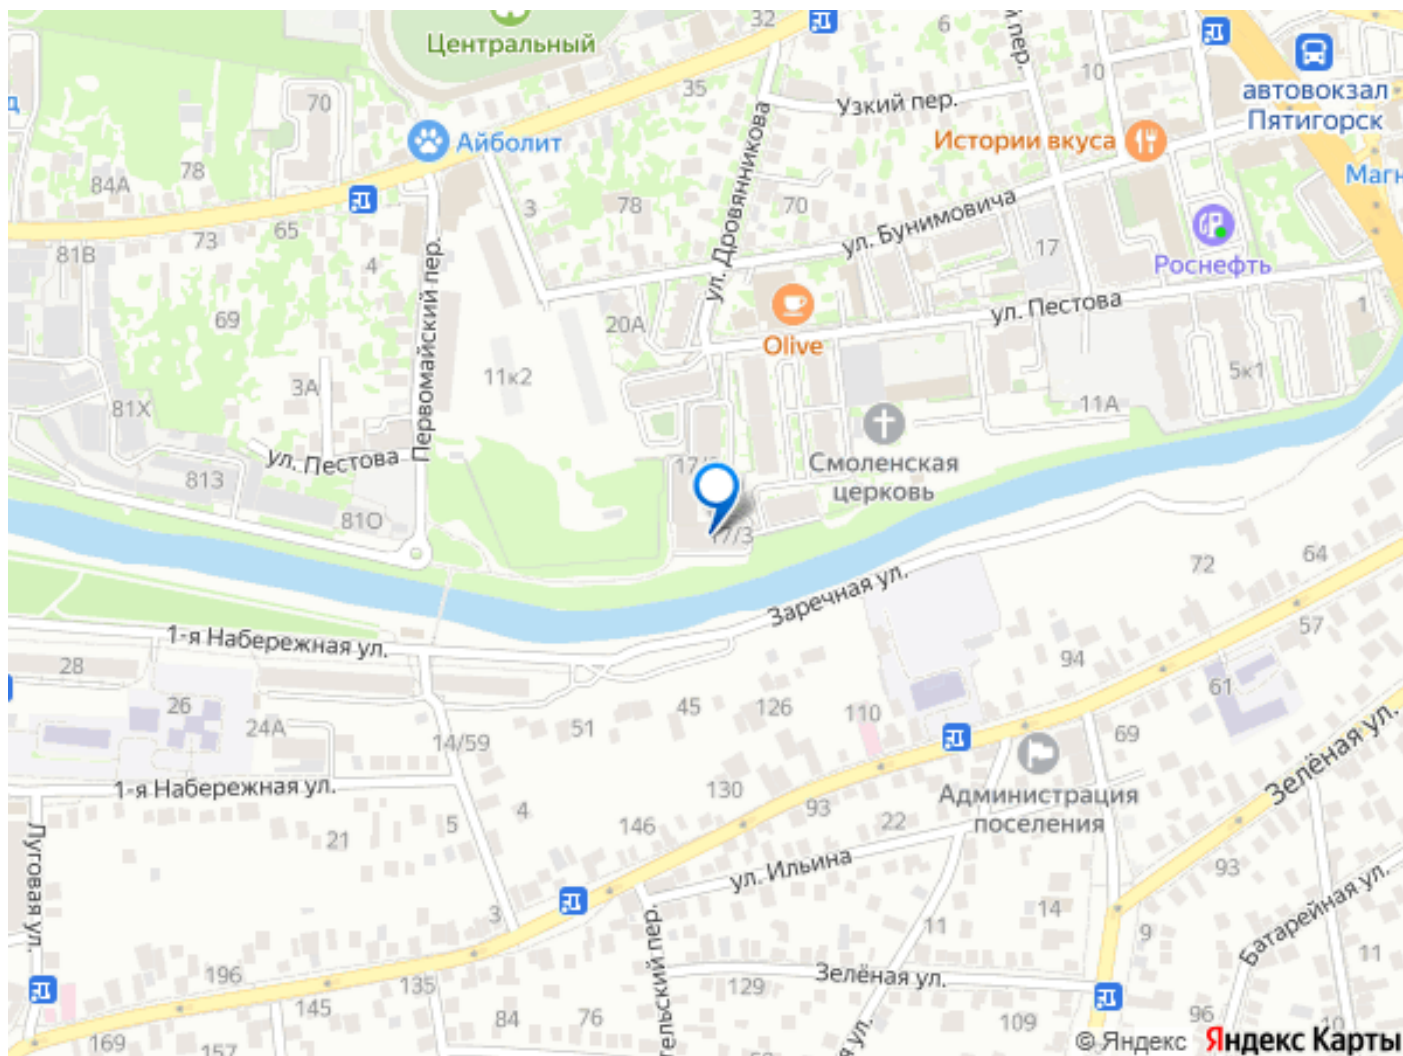 Центральный
32
6
м.пер.
10
автовокзал
Пятигорск
35
70
Узкий пер.
Д
Айболит
Истории вкуса
Магн
78
84А
ул. Дровянникова
3
78
70
ул. Бунимовича
65
73
81В
4
17
Роснефть
Первомайский пер.
69
20А
ул. Пестова
1
Olive
11к2
3А
5к1
81Х
11А
ул. Пестова
813
Смоленская
церковь
81О
17/3
Заречная ул.
72
64
1-я Набережная ул.
57
28
94
26
61
45
126
110
24А
51
14/59
69
Зелёная ул.
1-я Набережная ул.
130
Администрация
поселения
93
4
146
5
22
21
Луговая ул.
ул. Ильина
93
Батарейная ул.
3
14
11
9
11
196
Зелёная ул.
135
145
129
тельский пер.
84
76
109
96
10
169
157
я ул.
© Яндекс
Яндекс Карты